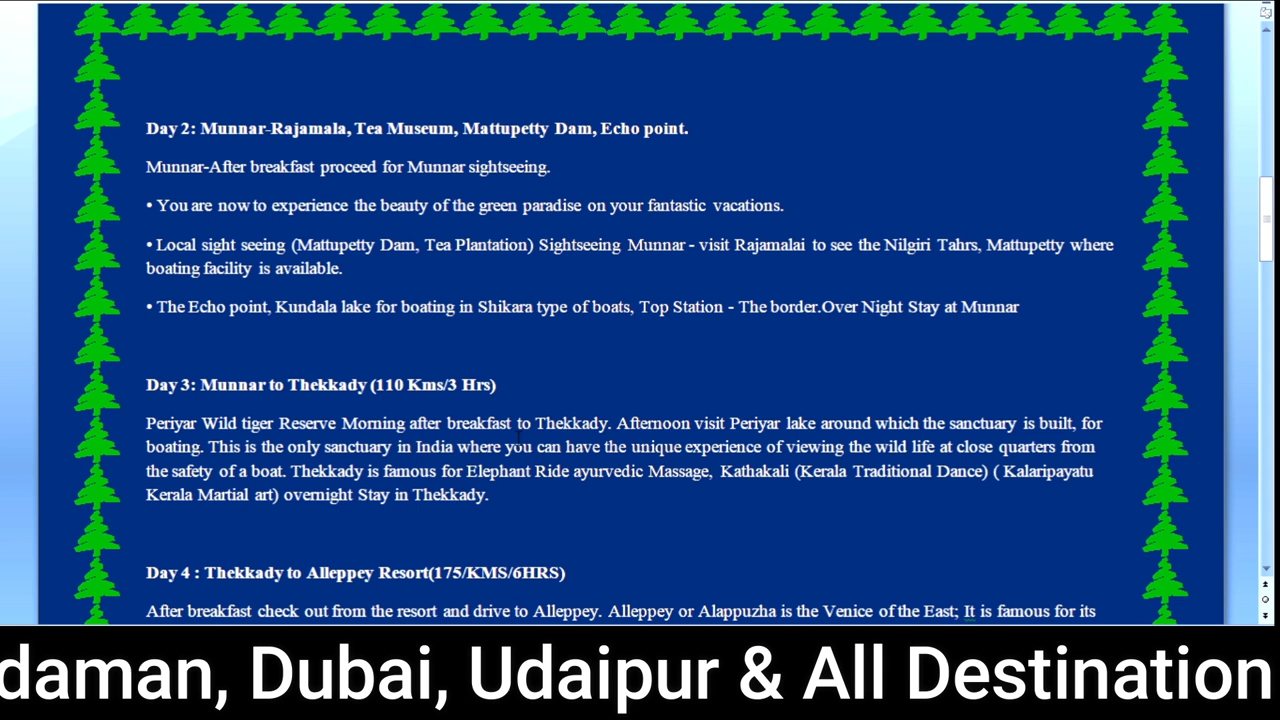 Day 2: Munnar-Rajamala, Tea Museum, Mattupetty Dam, Echo point.
Munnar-After breakfast proceed for Munnar sightseeing.
• You are now to experience the beauty of the green paradise on your fantastic vacations.
• Local sight seeing (Mattupetty Dam, Tea Plantation) Sightseeing Munnar - visit Rajamalai to see the Nilgiri Tahrs, Mattupetty where
boating facility is available.
• The Echo point, Kundala lake for boating in Shikara type of boats, Top Station - The border.Over Night Stay at Munnar
Day 3: Munnar to Thekkady (110 Kms/3 Hrs)
Periyar Wild tiger Reserve Morning after breakfast to Thekkady. Afternoon visit Periyar lake around which the sanctuary is built, for
boating. This is the only sanctuary in India where you can have the unique experience of viewing the wild life at close quarters from
the safety of a boat. Thekkady is famous for Elephant Ride ayurvedic Massage, Kathakali (Kerala Traditional Dance) ( Kalaripayatu
Kerala Martial art) overnight Stay in Thekkady.
Day 4 : Thekkady to Alleppey Resort(175/KMS/6HRS)
After breakfast check out from the resort and drive to Alleppey. Alleppey or Alappuzha is the Venice of the East; It is famous for its
daman, Dubai, Udaipur & All Destination